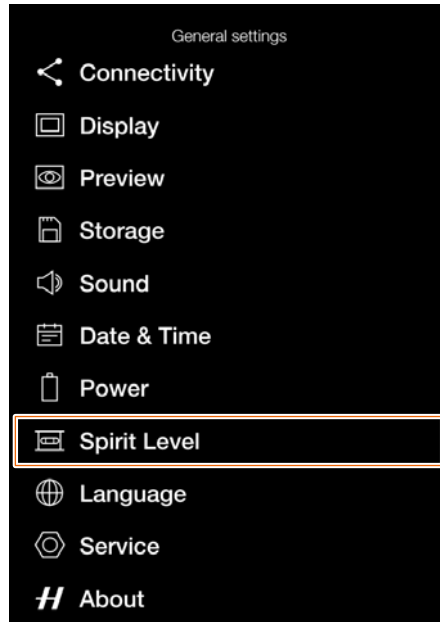 General settings
Connectivity
Display
Preview
Storage
Sound
Date & Time
Power
Spirit Level
Language
Service
About